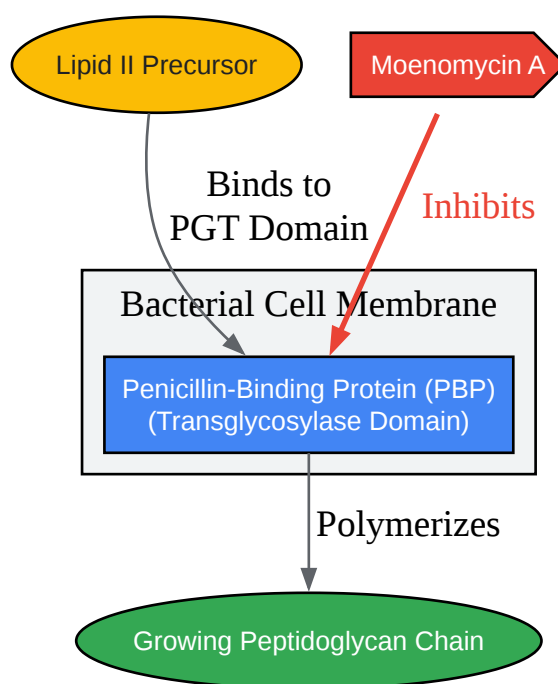 Lipid II Precursor
Moenomycin A
Binds to
PGT Domain
Inhibits
Bacterial Cell Membrane
Penicillin-Binding Protein (PBP)
(Transglycosylase Domain)
Polymerizes
Growing Peptidoglycan Chain